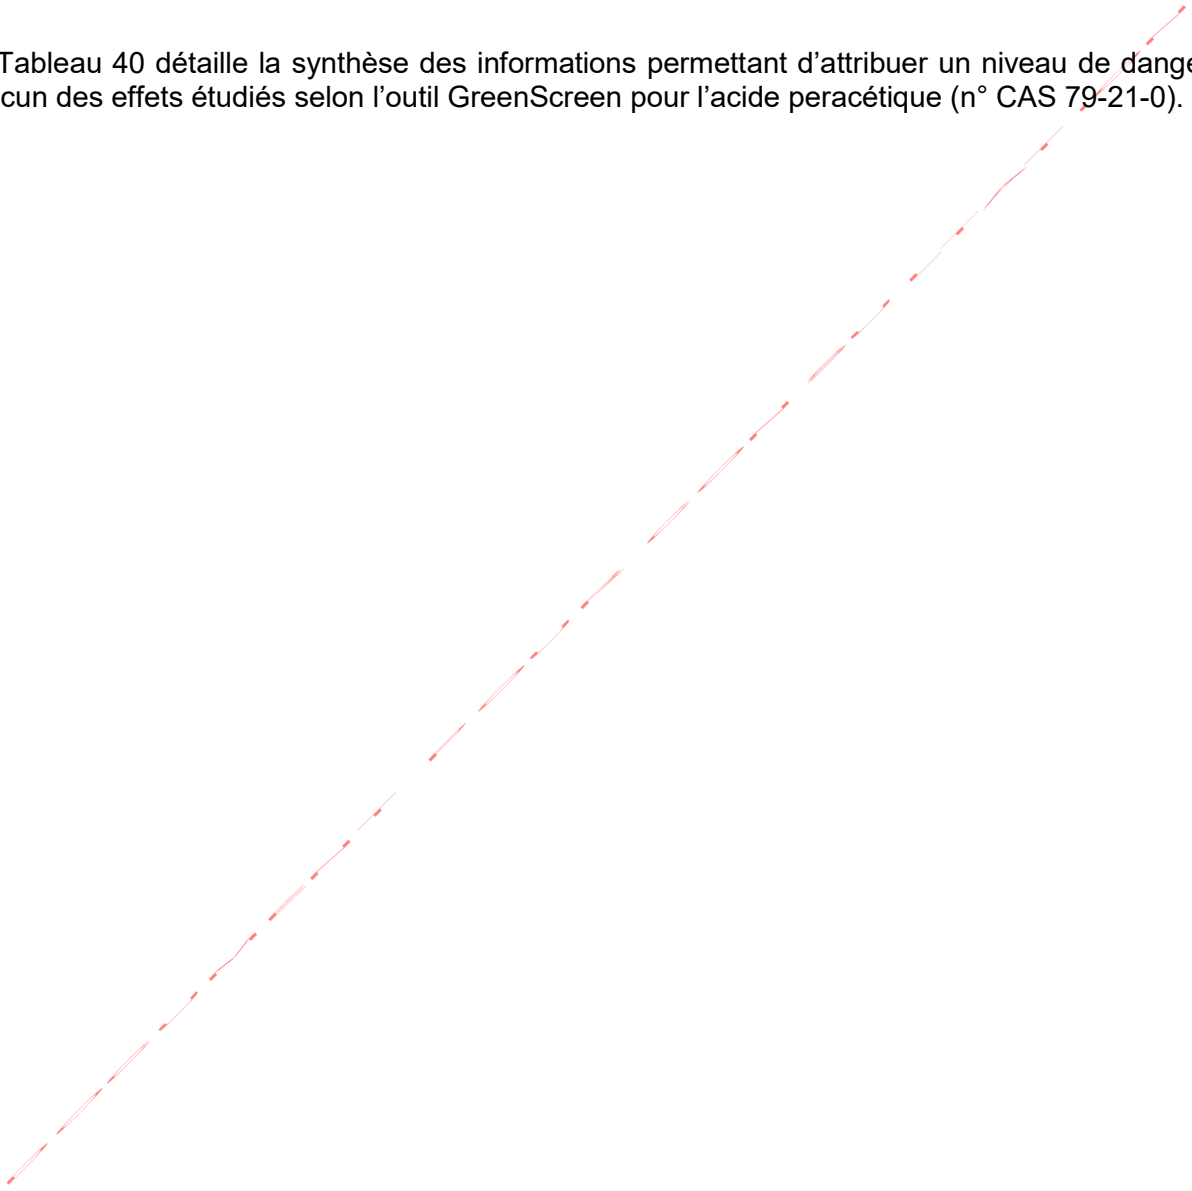 Tableau 40 détaille la synthèse des informations permettant d’attribuer un niveau de dange
cun des effets étudiés selon l’outil GreenScreen pour l’acide peracétique (n° CAS 79-21-0).